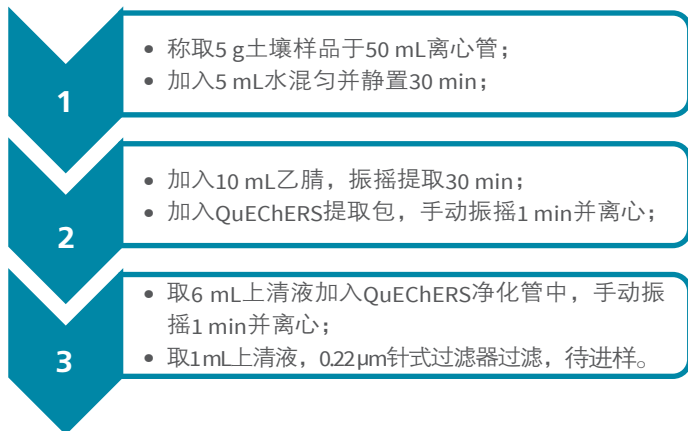 1
• 称取5 g土壤样品于50 mL离心管；
• 加入5 mL水混匀并静置30 min；
2
• 加入10 mL乙腈，振摇提取30 min；
• 加入QuEChERS提取包，手动振摇1 min并离心；
3
• 取6 mL上清液加入QuEChERS净化管中，手动振
摇1 min并离心；
• 取1mL上清液，0.22μm针式过滤器过滤，待进样。